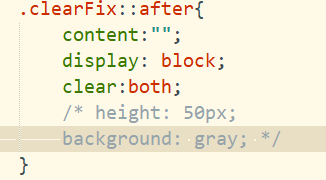 .clearFix::after{
content:"";
display: block;
clear:both;
/* height: 50px;
background: gray; */
}